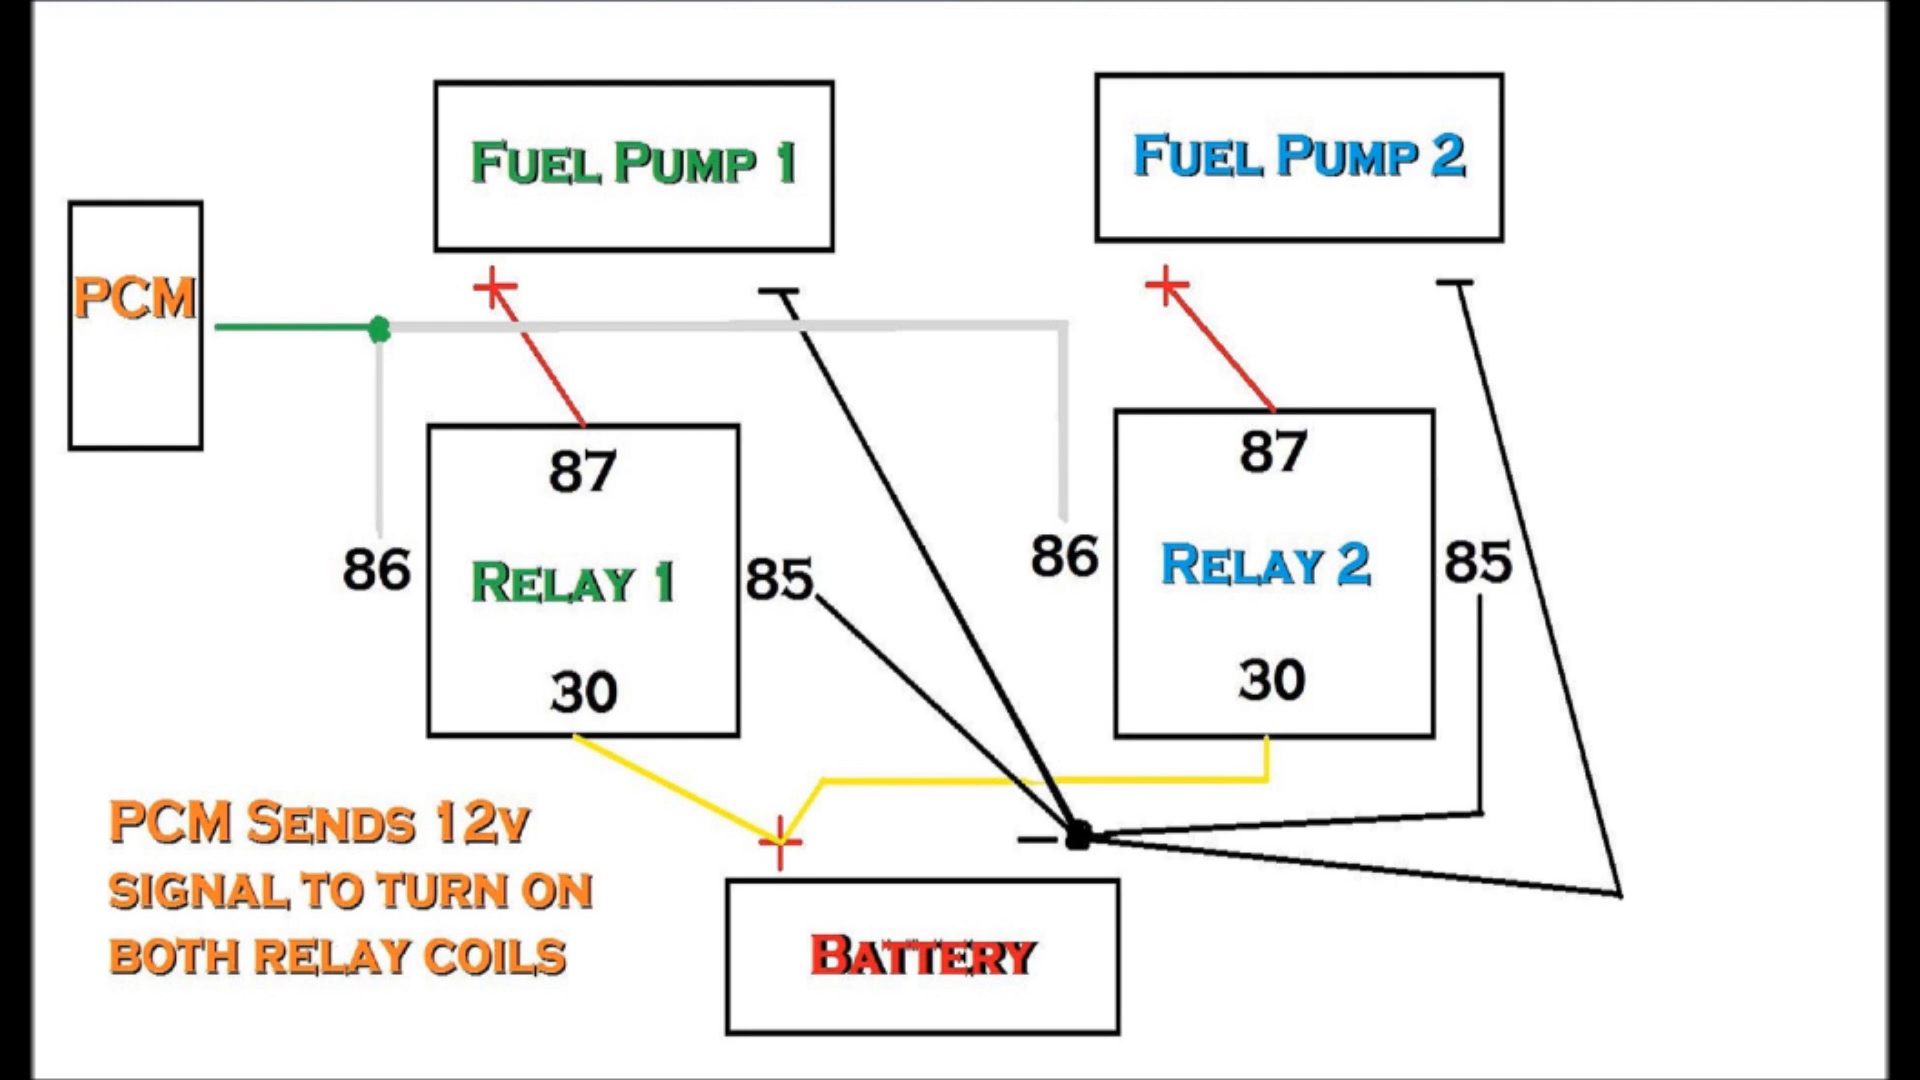 FUEL PUMP 1
FUEL PUMP 2
PCM
+
−
+
−
87
RELAY 1
86
85
30
87
RELAY 2
86
85
30
PCM SENDS 12V
SIGNAL TO TURN ON
BOTH RELAY COILS
+
−
BATTERY